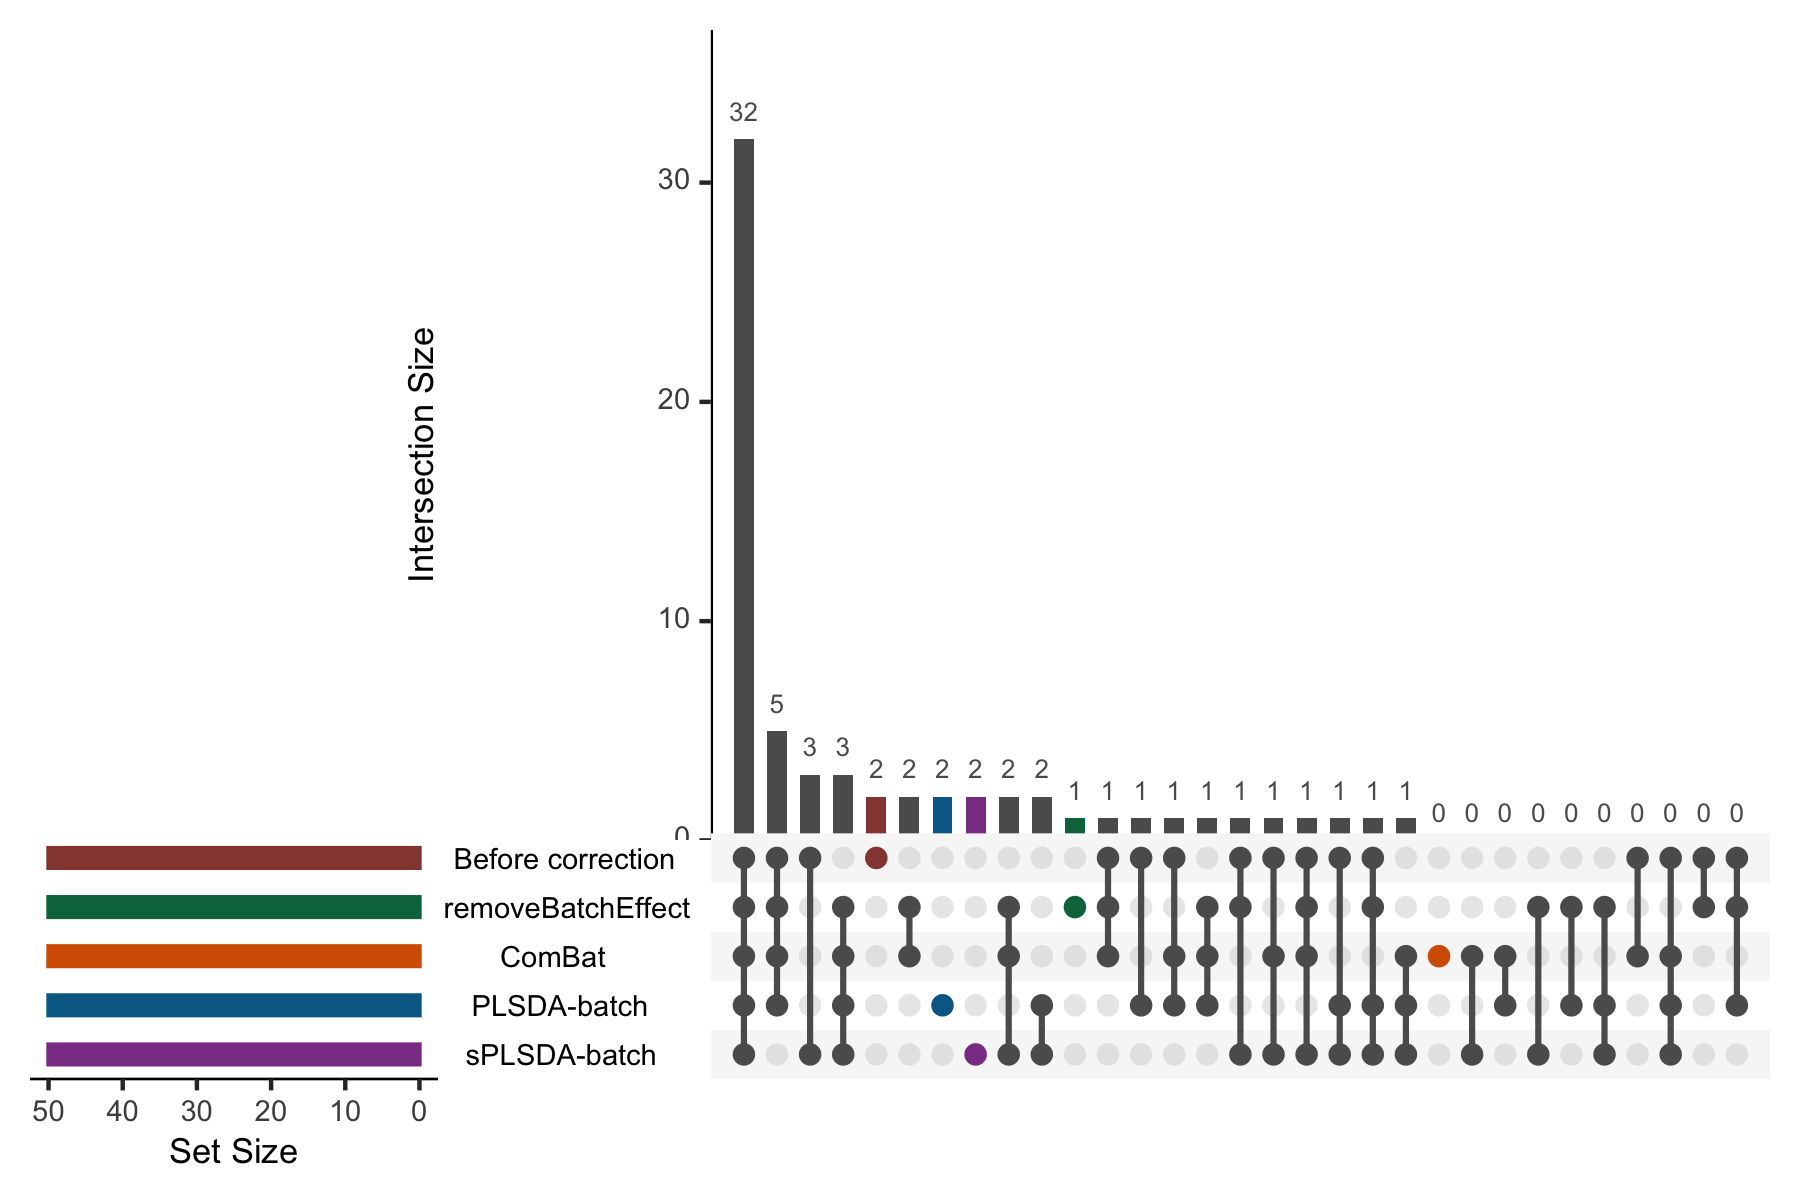 32
30
20
10
0
Intersection Size
5
3 3
2 2 2 2 2 2
1 1 1 1 1 1 1 1 1 1 1
0 0 0 0 0 0 0 0 0 0
Before correction
removeBatchEffect
ComBat
PLSDA-batch
sPLSDA-batch
50 40 30 20 10 0
Set Size